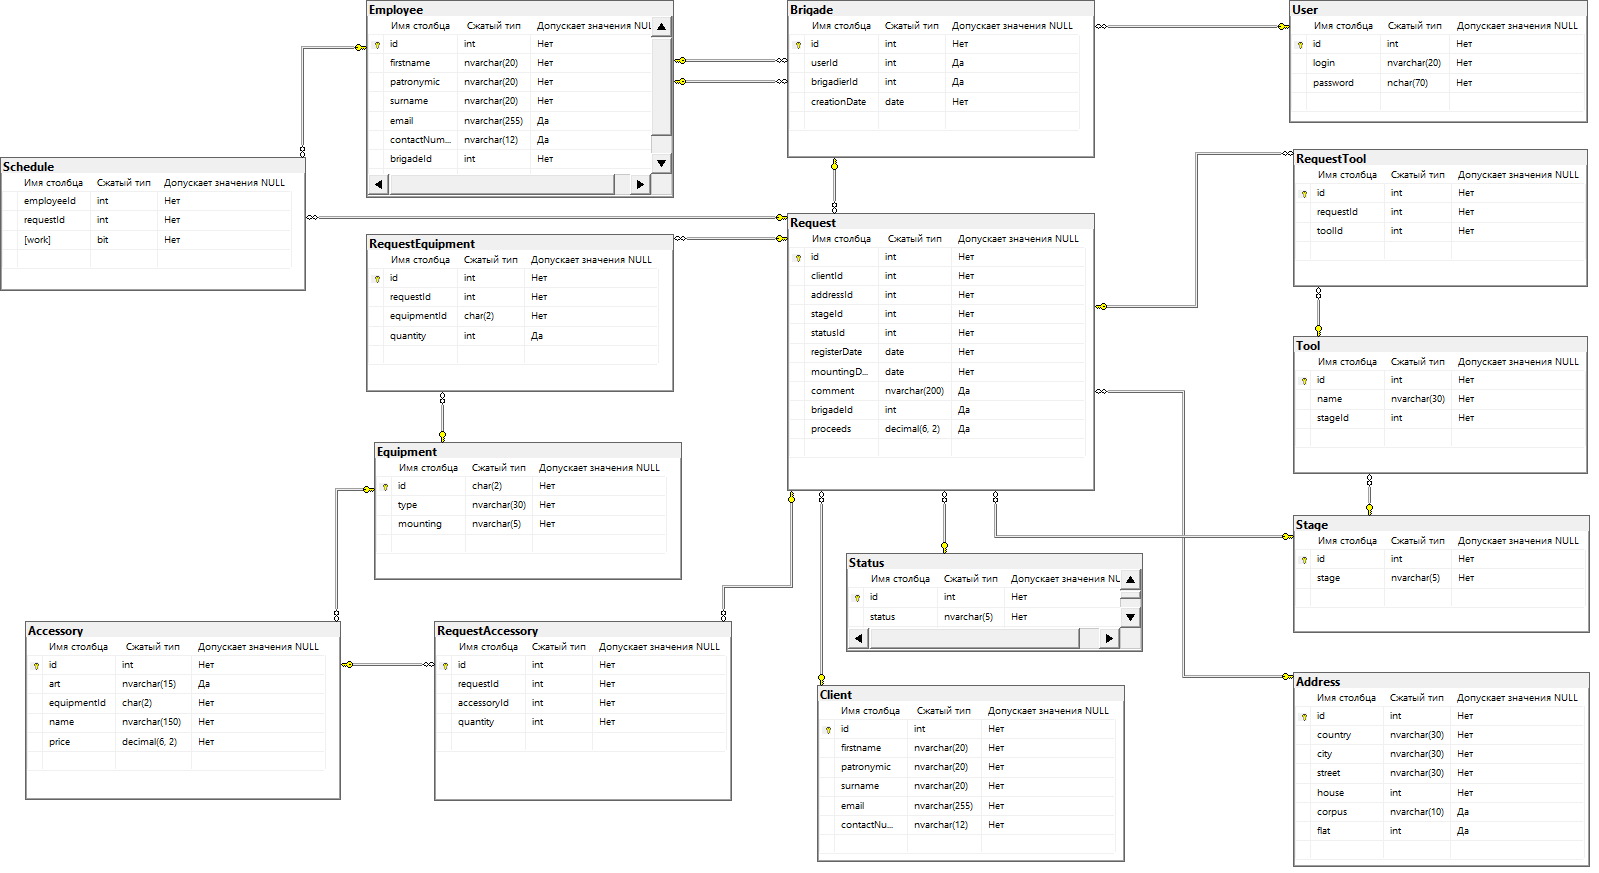 Employee
Имя столбца Сжатый тип Допускает значения NUL
id int Нет
firstname nvarchar(20) Нет
patronymic nvarchar(20) Нет
surname nvarchar(20) Нет
email nvarchar(255) Да
contactNum... nvarchar(12) Да
brigadeId int Нет
Brigade
Имя столбца Сжатый тип Допускает значения NULL
id int Нет
userId int Да
brigadierId int Да
creationDate date Нет
User
Имя столбца Сжатый тип Допускает значения NULL
id int Нет
login nvarchar(20) Нет
password nchar(70) Нет
Schedule
Имя столбца Сжатый тип Допускает значения NULL
employeeId int Нет
requestId int Нет
[work] bit Нет
RequestEquipment
Имя столбца Сжатый тип Допускает значения NULL
id int Нет
requestId int Нет
equipmentId char(2) Нет
quantity int Да
Request
Имя столбца Сжатый тип Допускает значения NULL
id int Нет
clientId int Нет
addressId int Нет
stageId int Нет
statusId int Нет
registerDate date Нет
mountingD... date Нет
comment nvarchar(200) Да
brigadeId int Да
proceeds decimal(6, 2) Да
RequestTool
Имя столбца Сжатый тип Допускает значения NULL
id int Нет
requestId int Нет
toolId int Нет
Tool
Имя столбца Сжатый тип Допускает значения NULL
id int Нет
name nvarchar(30) Нет
stageId int Нет
Equipment
Имя столбца Сжатый тип Допускает значения NULL
id char(2) Нет
type nvarchar(30) Нет
mounting nvarchar(5) Нет
Stage
Имя столбца Сжатый тип Допускает значения NULL
id int Нет
stage nvarchar(5) Нет
Status
Имя столбца Сжатый тип Допускает значения NU
id int Нет
status nvarchar(5) Нет
Accessory
Имя столбца Сжатый тип Допускает значения NULL
id int Нет
art nvarchar(15) Да
equipmentId char(2) Нет
name nvarchar(150) Нет
price decimal(6, 2) Нет
RequestAccessory
Имя столбца Сжатый тип Допускает значения NULL
id int Нет
requestId int Нет
accessoryId int Нет
quantity int Нет
Client
Имя столбца Сжатый тип Допускает значения NULL
id int Нет
firstname nvarchar(20) Нет
patronymic nvarchar(20) Нет
surname nvarchar(20) Нет
email nvarchar(255) Нет
contactNu... nvarchar(12) Нет
Address
Имя столбца Сжатый тип Допускает значения NULL
id int Нет
country nvarchar(30) Нет
city nvarchar(30) Нет
street nvarchar(30) Нет
house int Нет
corpus nvarchar(10) Да
flat int Да